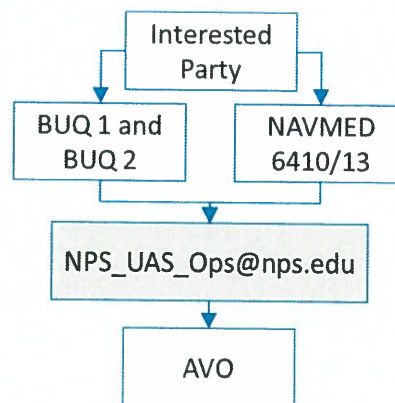 Interested
Party
BUQ 1 and
BUQ 2
NAVMED
6410/13
NPS_UAS_Ops@nps.edu
AVO